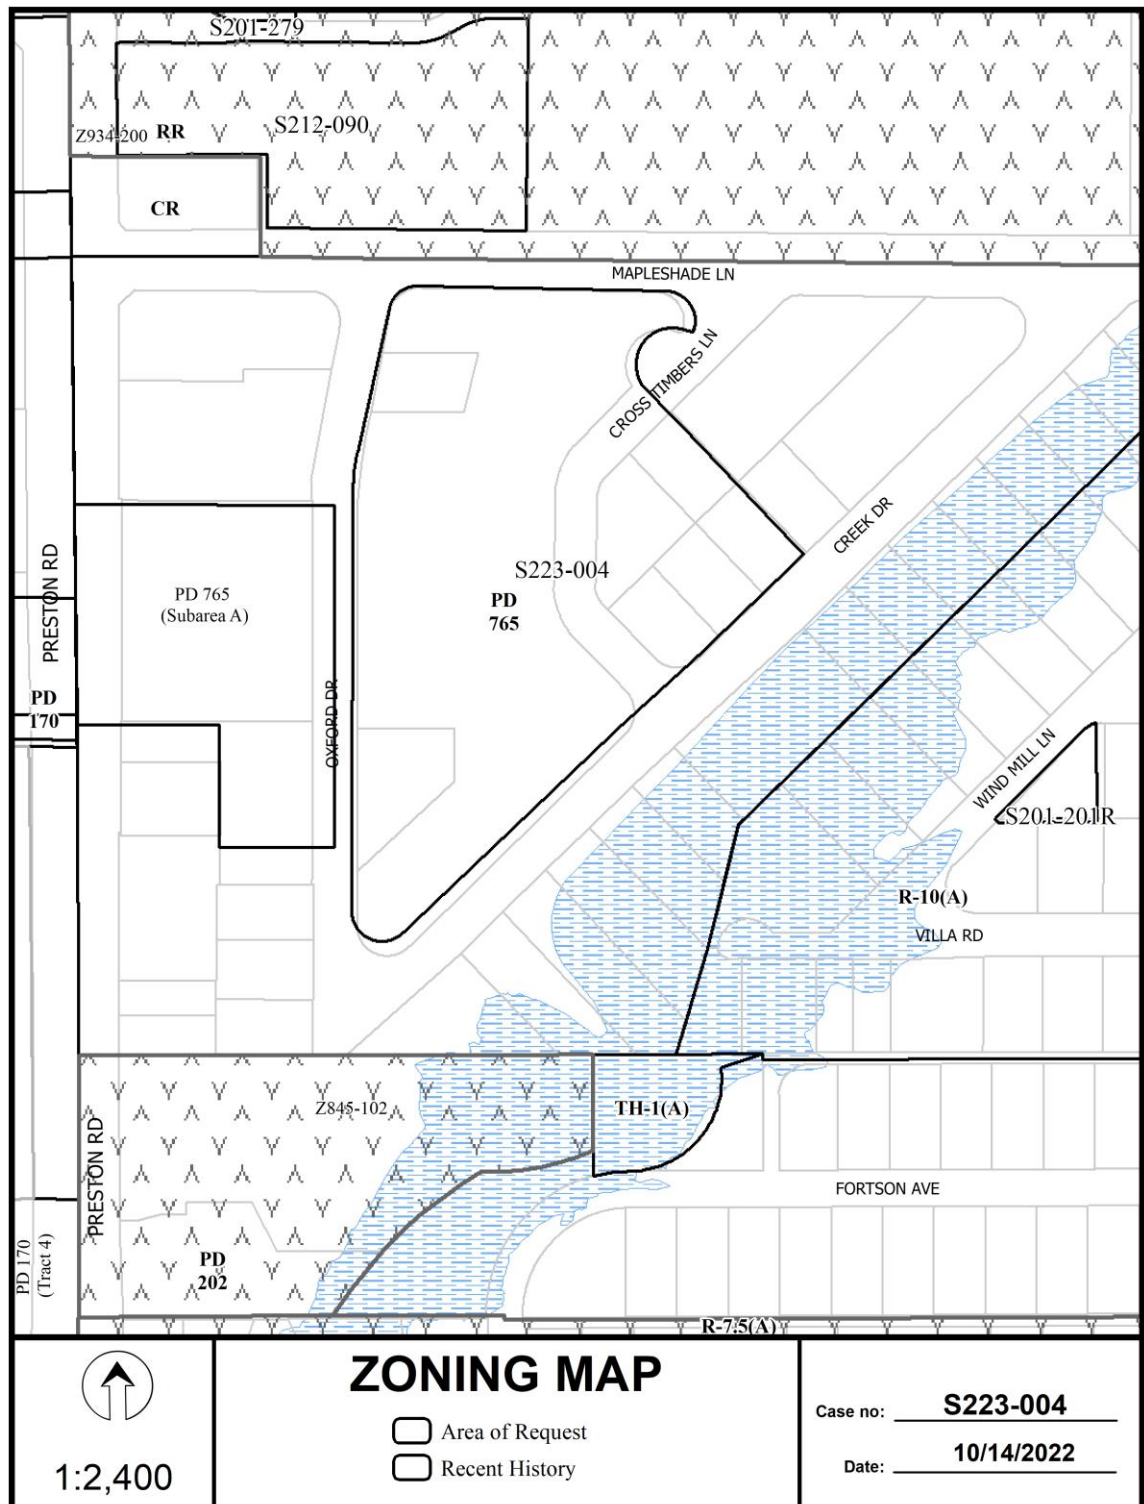 S201-279
S212-090
Z934-200
RR
CR
MAPLESHADE LN
CROSS TIMBERS LN
CREEK DR
S223-004
PD
765
PD 765
(Subarea A)
PRESTON RD
PD
170
OXFORD DR
WIND MILL LN
S201-201R
R-10(A)
VILLA RD
TH-1(A)
Z845-102
PRESTON RD
FORTSON AVE
PD 170
(Tract 4)
PD
202
R-7.5(A)
1:2,400
ZONING MAP
Area of Request
Recent History
Case no: S223-004
Date: 10/14/2022